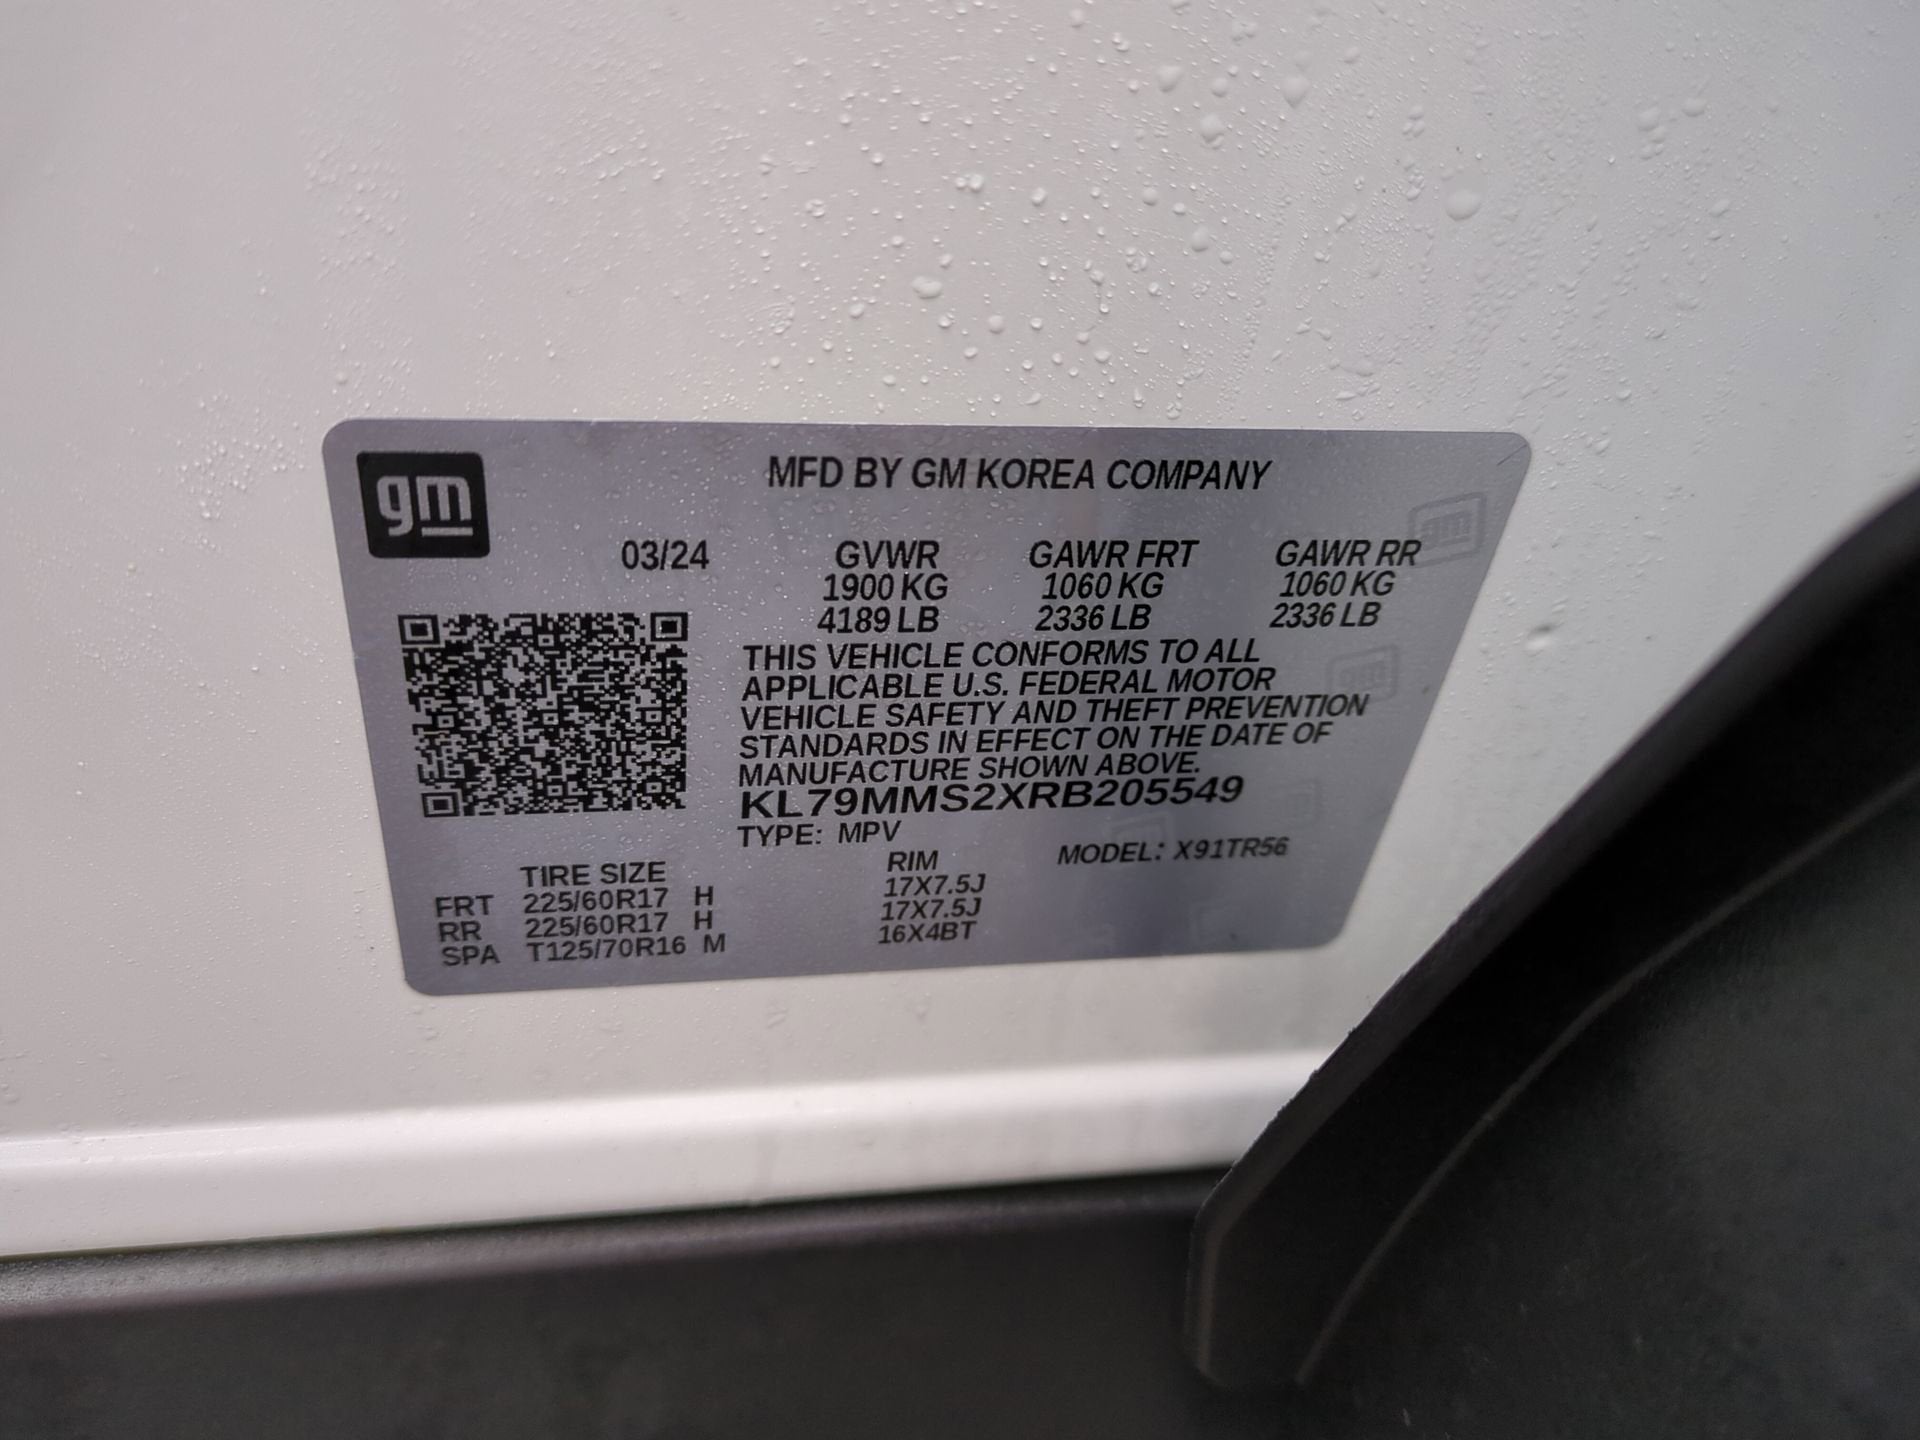 gm
MFD BY GM KOREA COMPANY
03/24 GVWR GAWR FRT GAWR RR
1900 KG 1060 KG 1060 KG
4189 LB 2336 LB 2336 LB
THIS VEHICLE CONFORMS TO ALL
APPLICABLE U.S. FEDERAL MOTOR
VEHICLE SAFETY AND THEFT PREVENTION
STANDARDS IN EFFECT ON THE DATE OF
MANUFACTURE SHOWN ABOVE.
KL79MMS2XRB205549
TYPE: MPV
MODEL: X91TR56
TIRE SIZE RIM
FRT 225/60R17 H 17X7.5J
RR 225/60R17 H 17X7.5J
SPA T125/70R16 M 16X4BT